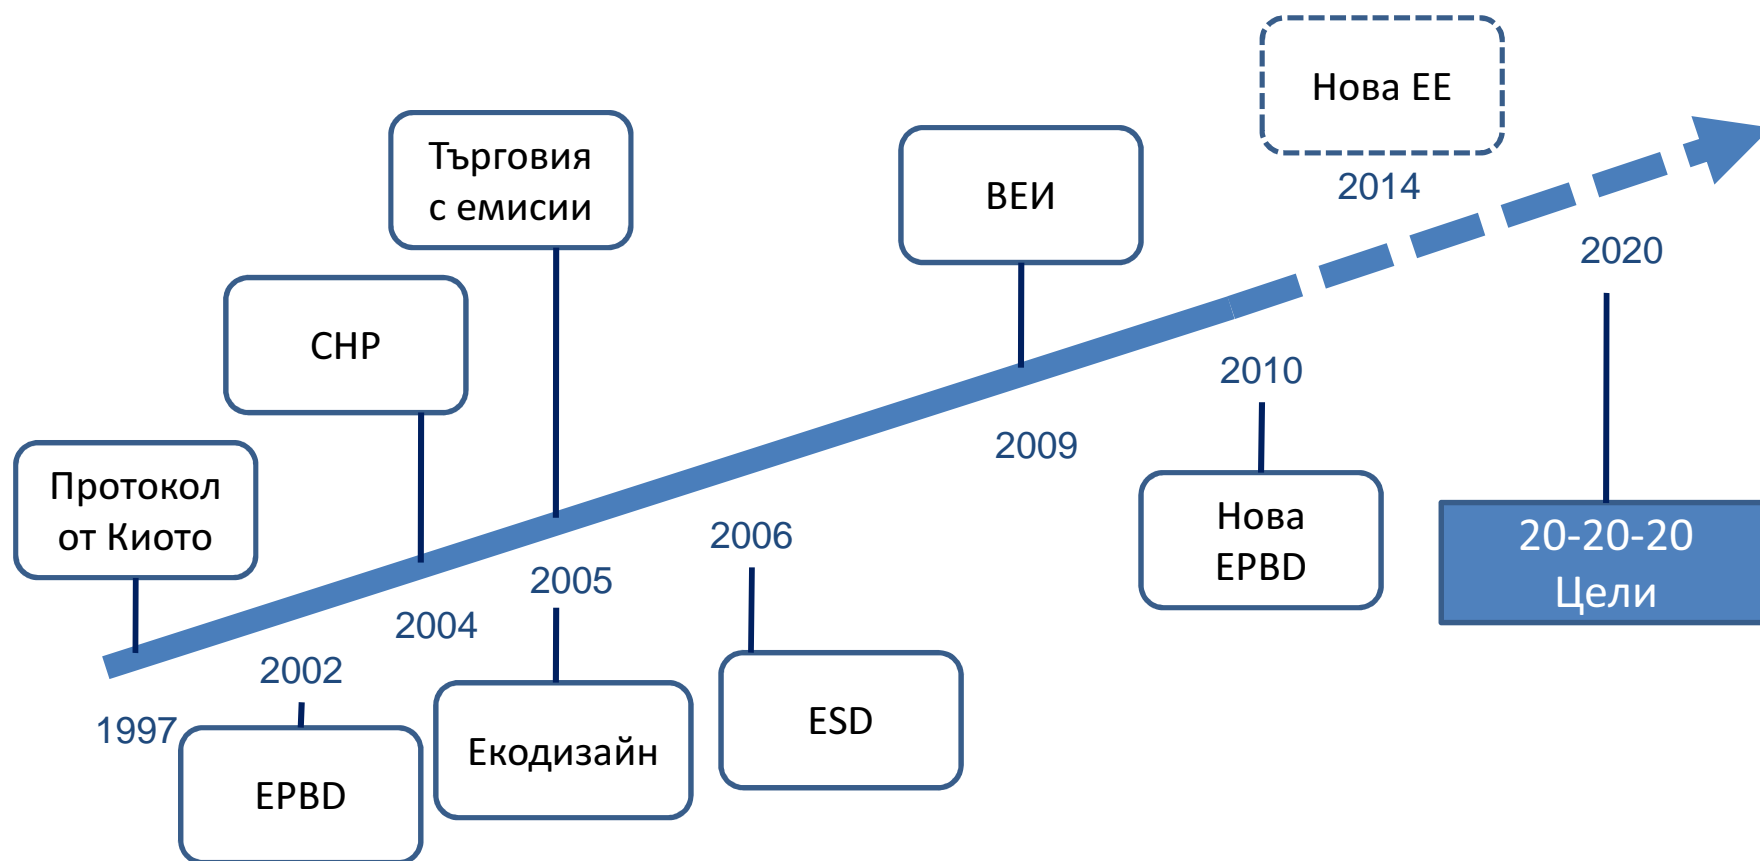 Нова ЕЕ
2014
Търговия
с емисии
ВЕИ
2020
CHP
2010
2009
Протокол
от Киото
20-20-20
Цели
Нова
EPBD
2006
2005
2004
2002
1997
ESD
Екодизайн
EPBD